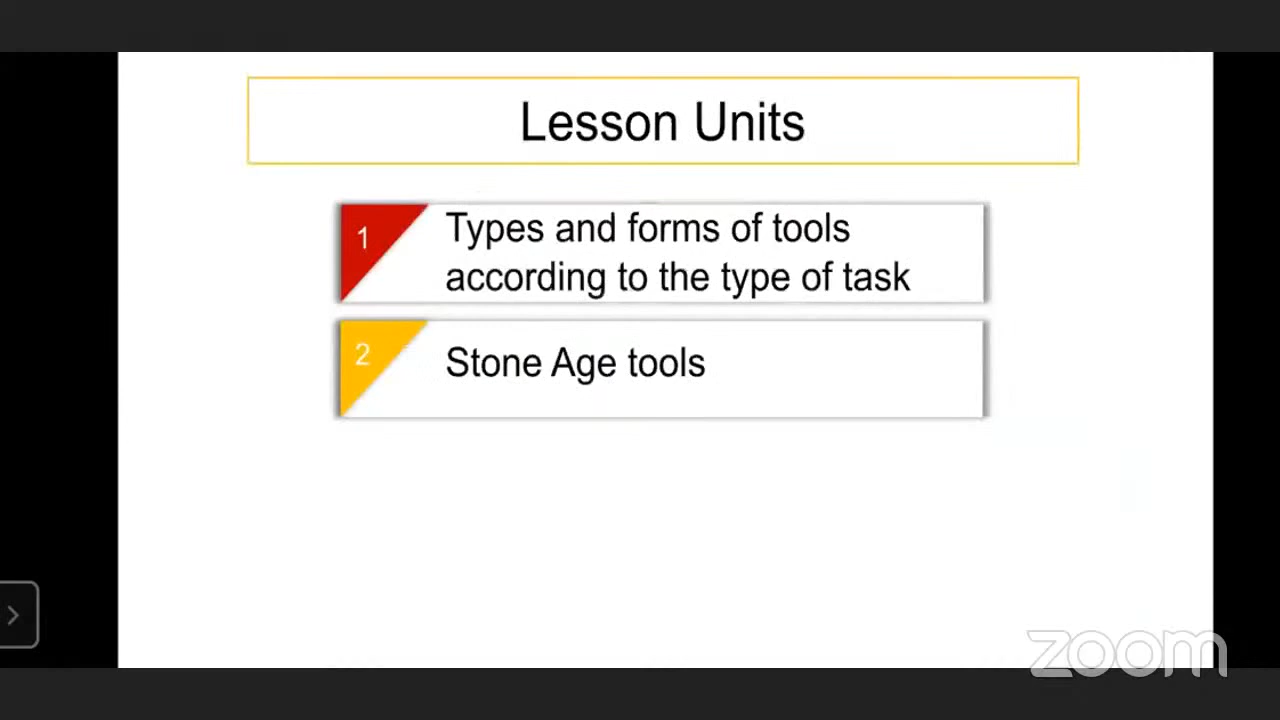 Lesson Units
1
Types and forms of tools
according to the type of task
2
Stone Age tools
zoom